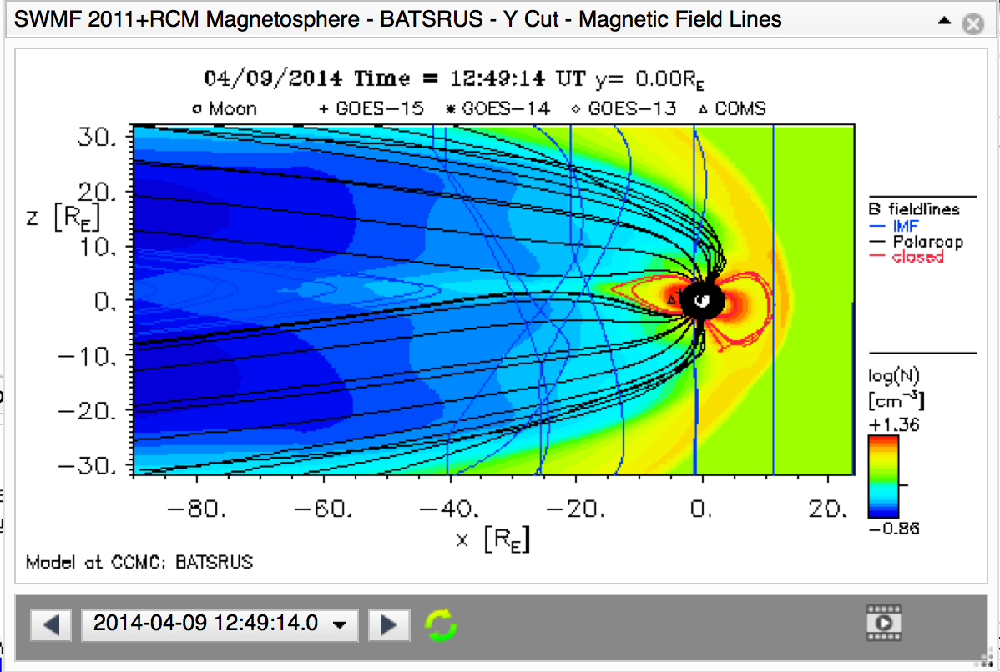 SWMF 2011+RCM Magnetosphere - BATSRUS - Y Cut - Magnetic Field Lines
04/09/2014 Time = 12:49:14 UT y= 0.00RE
Moon + GOES-15 GOES-14 GOES-13 COMS
30.
20.
z [RE]
10.
0.
-10.
-20.
-30.
-80. -60. -40. -20. 0. 20.
x [RE]
B fieldlines
IMF
Polarcap
closed
log(N)
[cm-3]
+1.36
-0.86
Model at CCMC: BATSRUS
2014-04-09 12:49:14.0